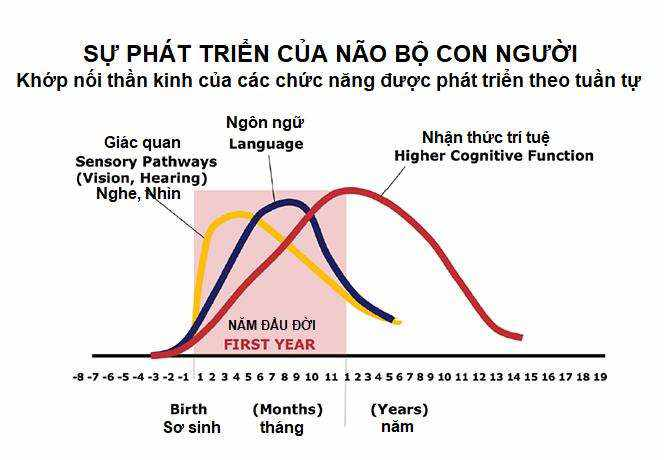 SỰ PHÁT TRIỂN CỦA NÃO BỘ CON NGƯỜI
Khớp nối thần kinh của các chức năng được phát triển theo tuần tự
Giác quan
Sensory Pathways
(Vision, Hearing)
Nghe, Nhìn
Ngôn ngữ
Language
Nhận thức trí tuệ
Higher Cognitive Function
NĂM ĐẦU ĐỜI
FIRST YEAR
-8 -7 -6 -5 -4 -3 -2 -1 1 2 3 4 5 6 7 8 9 10 11 1 2 3 4 5 6 7 8 9 10 11 12 13 14 15 16 17 18 19
Birth (Months) (Years)
Sơ sinh tháng năm